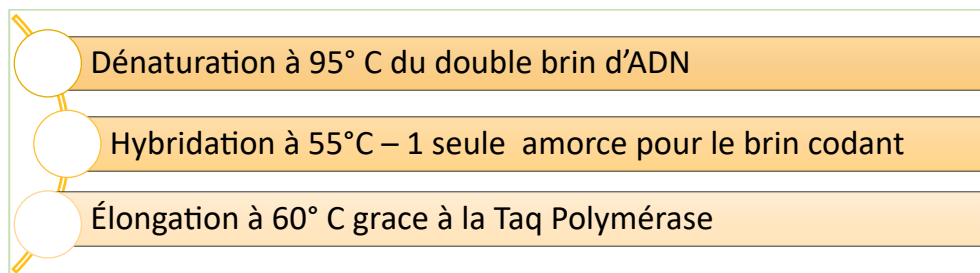 Dénaturation à 95° C du double brin d’ADN
Hybridation à 55°C – 1 seule  amorce pour le brin codant
Élongation à 60° C grace à la Taq Polymérase